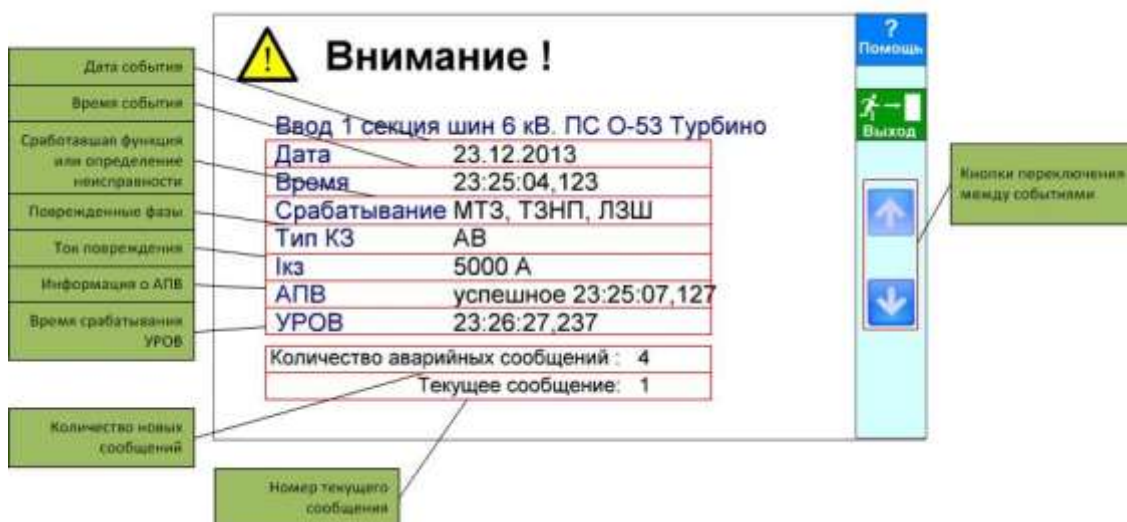 Внимание !
?
Помощь
Выход
Ввод 1 секция шин 6 кВ. ПС О-53 Турбино
Дата 23.12.2013
Время 23:25:04,123
Срабатывание МТЗ, ТЗНП, ЛЗШ
Тип КЗ АВ
Iкз 5000 А
АПВ успешное 23:25:07,127
УРОВ 23:26:27,237
Количество аварийных сообщений : 4
Текущее сообщение: 1
Дата события
Время события
Сработавшая функция
или определение
неисправности
Поврежденные фазы
Ток повреждения
Информация о АПВ
Время срабатывания
УРОВ
Количество новых
сообщений
Номер текущего
сообщения
Кнопки переключения
между событиями